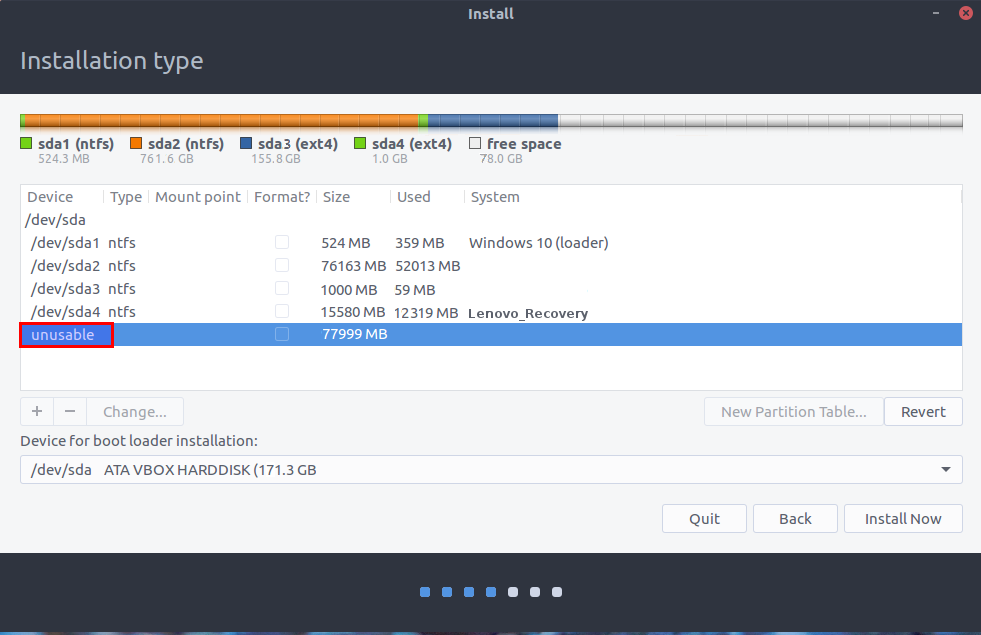 Install
Installation type
sda1 (ntfs) sda2 (ntfs) sda3 (ext4) sda4 (ext4) free space
524.3 MB 761.6 GB 155.8 GB 1.0 GB 78.0 GB
Device Type Mount point Format? Size Used System
/dev/sda
/dev/sda1 ntfs 524 MB 359 MB Windows 10 (loader)
/dev/sda2 ntfs 76163 MB 52013 MB
/dev/sda3 ntfs 1000 MB 59 MB
/dev/sda4 ntfs 15580 MB 12319 MB Lenovo_Recovery
unusable 77999 MB
+ − Change... New Partition Table... Revert
Device for boot loader installation:
/dev/sda ATA VBOX HARDDISK (171.3 GB
Quit Back Install Now